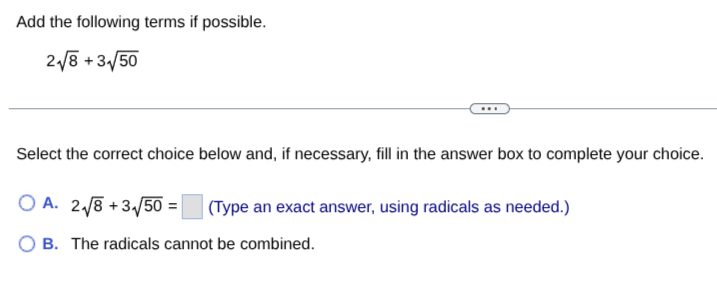 Add the following terms if possible.
2√8 + 3√50
Select the correct choice below and, if necessary, fill in the answer box to complete your choice.
A. 2√8 + 3√50 = (Type an exact answer, using radicals as needed.)
B. The radicals cannot be combined.